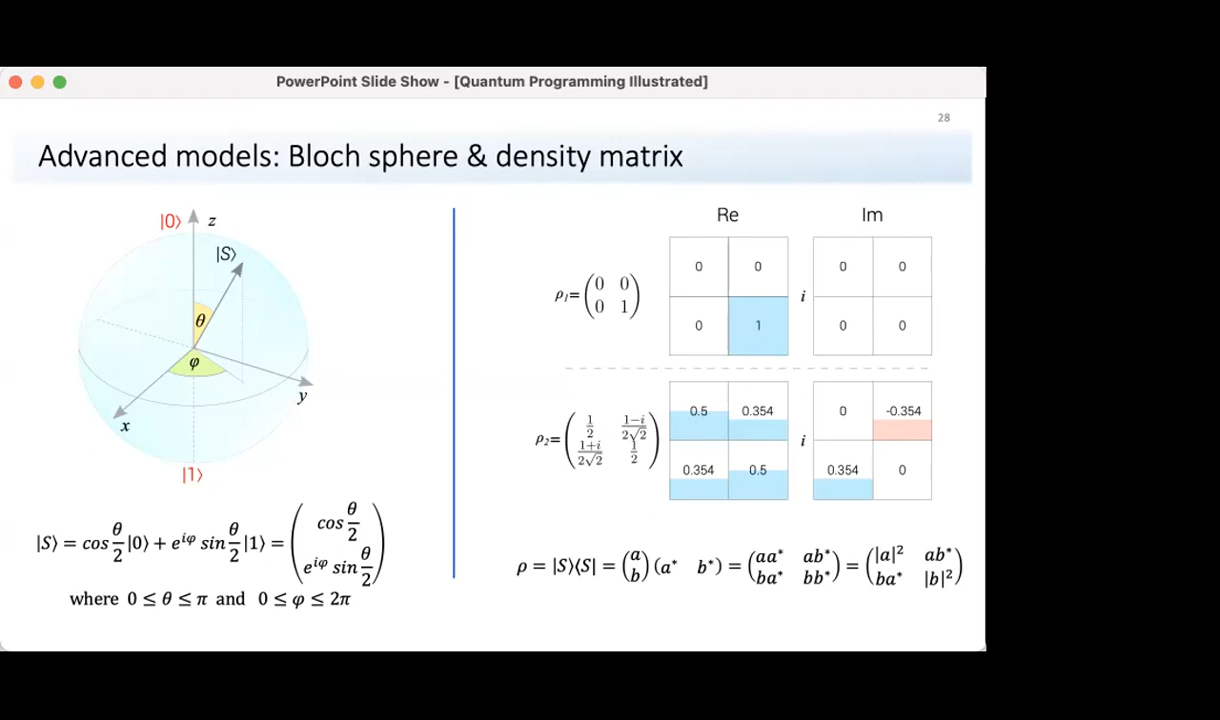 PowerPoint Slide Show - [Quantum Programming Illustrated]
28
Advanced models: Bloch sphere & density matrix
|0⟩ z
|S⟩
θ
φ
y
x
|1⟩
|S⟩ = cos θ/2 |0⟩ + e^{iφ} sin θ/2 |1⟩ = ( cos θ/2
e^{iφ} sin θ/2 )
where 0 ≤ θ ≤ π and 0 ≤ φ ≤ 2π
Re Im
ρ₁= ( 0 0
0 1 )
0 0
0 1
i
0 0
0 0
ρ₂= ( 1/2 (1−i)/(2√2)
(1+i)/(2√2) 1/2 )
0.5 0.354
0.354 0.5
i
0 -0.354
0.354 0
ρ = |S⟩⟨S| = (a b) (a* b*) = (aa* ab* ba* bb*) = (|a|² ab* ba* |b|²)